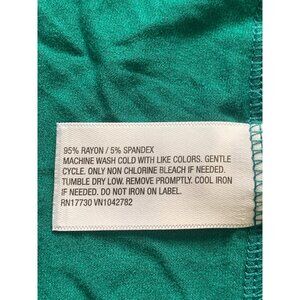 95% RAYON / 5% SPANDEX
MACHINE WASH COLD WITH LIKE COLORS. GENTLE
CYCLE. ONLY NON CHLORINE BLEACH IF NEEDED.
TUMBLE DRY LOW. REMOVE PROMPTLY. COOL IRON
IF NEEDED. DO NOT IRON ON LABEL.
RN17730 VN1042782